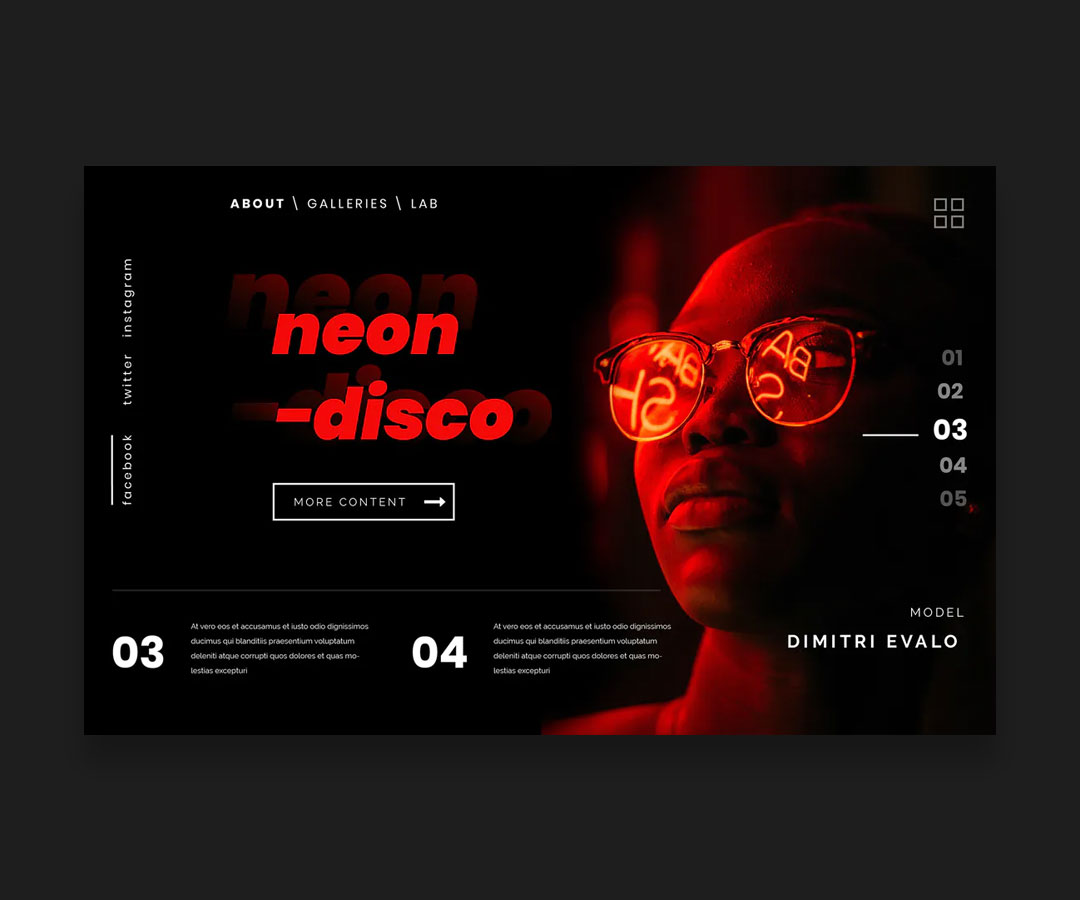 ABOUT \ GALLERIES \ LAB
instagram
twitter
facebook
neon
neon
-disco
-disco
MORE CONTENT
01
02
03
04
05
03
At vero eos et accusamus et iusto odio dignissimos
ducimus qui blanditiis praesentium voluptatum
deleniti atque corrupti quos dolores et quas mo-
lestias excepturi
04
At vero eos et accusamus et iusto odio dignissimos
ducimus qui blanditiis praesentium voluptatum
deleniti atque corrupti quos dolores et quas mo-
lestias excepturi
MODEL
DIMITRI EVALO